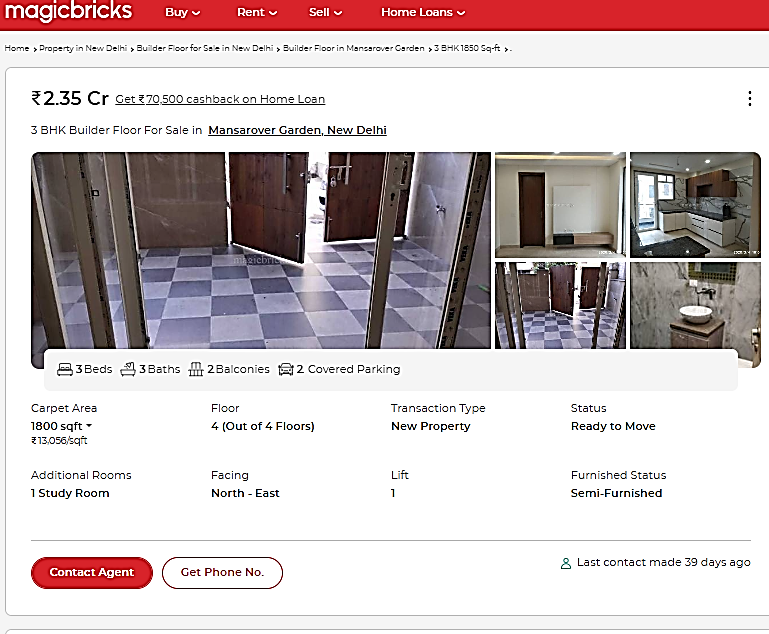 magicbricks
Buy Rent Sell Home Loans
Home > Property in New Delhi > Builder Floor for Sale in New Delhi > Builder Floor in Mansarover Garden > 3 BHK 1850 Sq-ft > .
₹2.35 Cr Get ₹70,500 cashback on Home Loan
3 BHK Builder Floor For Sale in Mansarover Garden, New Delhi
magicbricks
3 Beds 3 Baths 2 Balconies 2 Covered Parking
Carpet Area Floor Transaction Type Status
1800 sqft 4 (Out of 4 Floors) New Property Ready to Move
₹13,056/sqft
Additional Rooms Facing Lift Furnished Status
1 Study Room North - East 1 Semi-Furnished
Last contact made 39 days ago
Contact Agent Get Phone No.